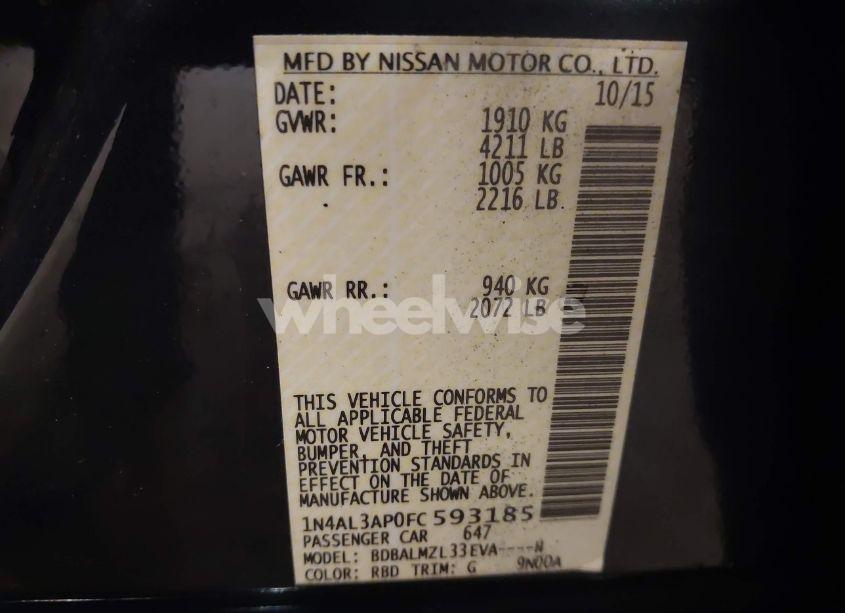 MFD BY NISSAN MOTOR CO., LTD.
DATE: 10/15
GVWR: 1910 KG
4211 LB
GAWR FR.: 1005 KG
2216 LB
GAWR RR.: 940 KG
2072 LB
wheelwise
THIS VEHICLE CONFORMS TO
ALL APPLICABLE FEDERAL
MOTOR VEHICLE SAFETY,
BUMPER, AND THEFT
PREVENTION STANDARDS IN
EFFECT ON THE DATE OF
MANUFACTURE SHOWN ABOVE.
1N4AL3AP0FC593185
PASSENGER CAR 647
MODEL: BDBALMZL33EVA----N
COLOR: RBD TRIM: G 9N00A